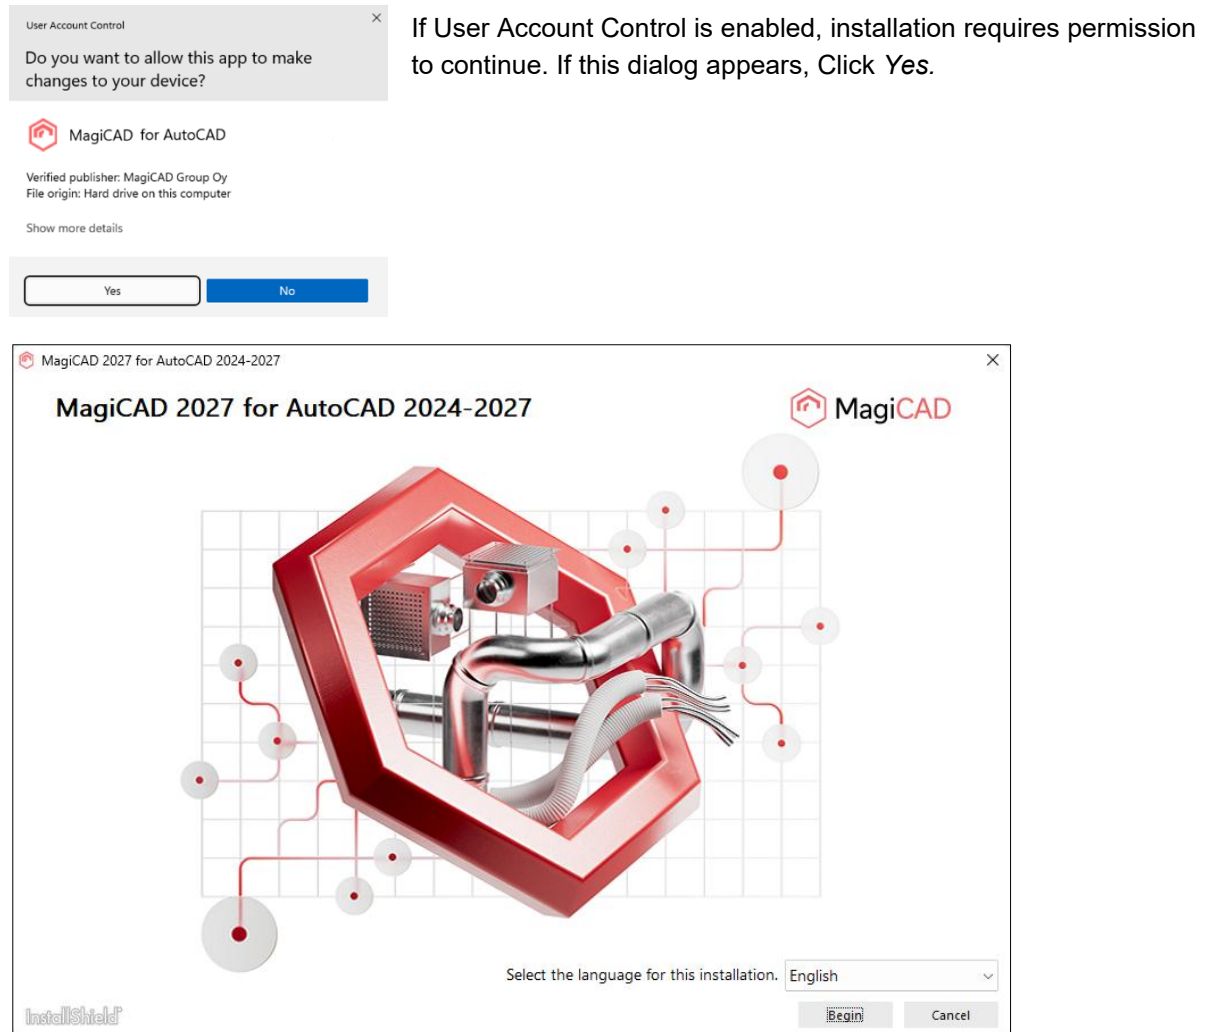 User Account Control
Do you want to allow this app to make
changes to your device?
MagiCAD for AutoCAD
Verified publisher: MagiCAD Group Oy
File origin: Hard drive on this computer
Show more details
Yes
No
If User Account Control is enabled, installation requires permission
to continue. If this dialog appears, Click Yes.
MagiCAD 2027 for AutoCAD 2024-2027
MagiCAD 2027 for AutoCAD 2024-2027
MagiCAD
Select the language for this installation.
English
InstallShield
Begin
Cancel